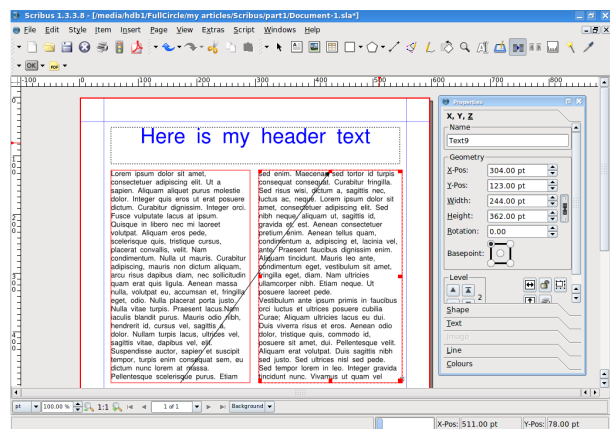 Scribus 1.3.3.8 - [/media/hdb1/FullCircle/my articles/Scribus/part1/Document-1.sla*]
File Edit Style Item Insert Page View Extras Script Windows Help
OK PDF
-100 0 100 200 300 400 500 600 700 800
Properties
X, Y, Z
Name
Text9
Geometry
X-Pos: 304.00 pt
Y-Pos: 123.00 pt
Width: 244.00 pt
Height: 362.00 pt
Rotation: 0.00
Basepoint:
Level
2
Shape
Text
Image
Line
Colours
Here is my header text
Lorem ipsum dolor sit amet,
consectetuer adipiscing elit. Ut a
sapien. Aliquam aliquet purus molestie
dolor. Integer quis eros ut erat posuere
dictum. Curabitur dignissim. Integer orci.
Fusce vulputate lacus at ipsum.
Quisque in libero nec mi laoreet
volutpat. Aliquam eros pede,
scelerisque quis, tristique cursus,
placerat convallis, velit. Nam
condimentum. Nulla ut mauris. Curabitur
adipiscing, mauris non dictum aliquam,
arcu risus dapibus diam, nec sollicitudin
quam erat quis ligula. Aenean massa
nulla, volutpat eu, accumsan et, fringilla
eget, odio. Nulla placerat porta justo.
Nulla vitae turpis. Praesent lacus.Nam
iaculis blandit purus. Mauris odio nibh,
hendrerit id, cursus vel, sagittis a,
dolor. Nullam turpis lacus, ultrices vel,
sagittis vitae, dapibus vel, elit.
Suspendisse auctor, sapien et suscipit
tempor, turpis enim consequat sem, eu
dictum nunc lorem at massa.
Pellentesque scelerisque purus. Etiam
sed enim. Maecenas sed tortor id turpis
consequat consequat. Curabitur fringilla.
Sed risus wisi, dictum a, sagittis nec,
luctus ac, neque. Lorem ipsum dolor sit
amet, consectetuer adipiscing elit. Sed
nibh neque, aliquam ut, sagittis id,
gravida et, est. Aenean consectetuer
pretium enim. Aenean tellus quam,
condimentum a, adipiscing et, lacinia vel,
ante. Praesent faucibus dignissim enim.
Aliquam tincidunt. Mauris leo ante,
condimentum eget, vestibulum sit amet,
fringilla eget, diam. Nam ultricies
ullamcorper nibh. Etiam neque. Ut
posuere laoreet pede.
Vestibulum ante ipsum primis in faucibus
orci luctus et ultrices posuere cubilia
Curae; Aliquam ultricies lacus eu dui.
Duis viverra risus et eros. Aenean odio
dolor, tristique quis, commodo id,
posuere sit amet, dui. Pellentesque velit.
Aliquam erat volutpat. Duis sagittis nibh
sed justo. Sed ultrices nisl sed pede.
Sed tempor lorem in leo. Integer gravida
tincidunt nunc. Vivamus ut quam vel
pt 100.00 % 1:1 1 of 1 Background
X-Pos: 511.00 pt Y-Pos: 78.00 pt